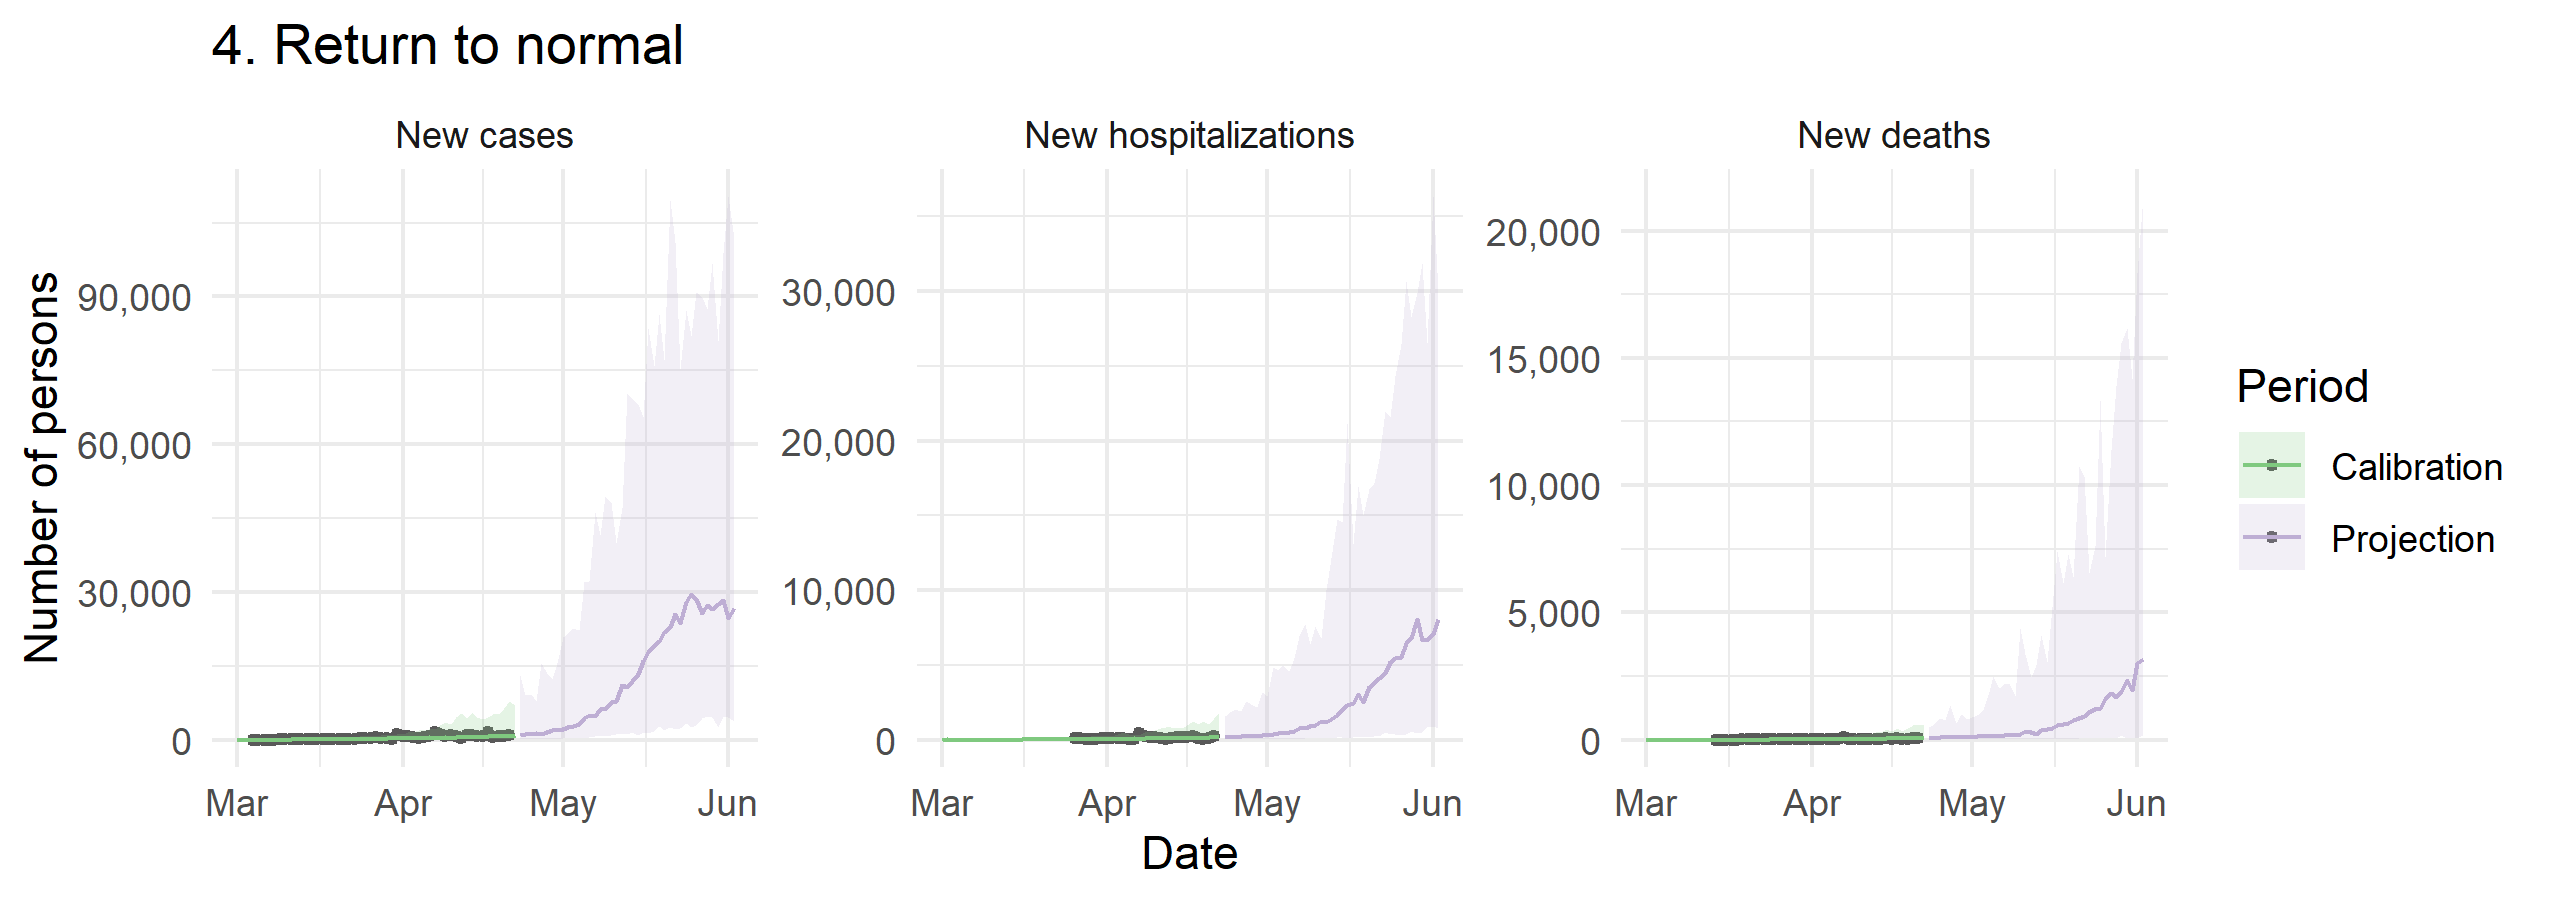 4. Return to normal
New cases
New hospitalizations
New deaths
Number of persons
90,000
60,000
30,000
0
30,000
20,000
10,000
0
20,000
15,000
10,000
5,000
0
Mar Apr May Jun
Mar Apr May Jun
Mar Apr May Jun
Date
Period
Calibration
Projection